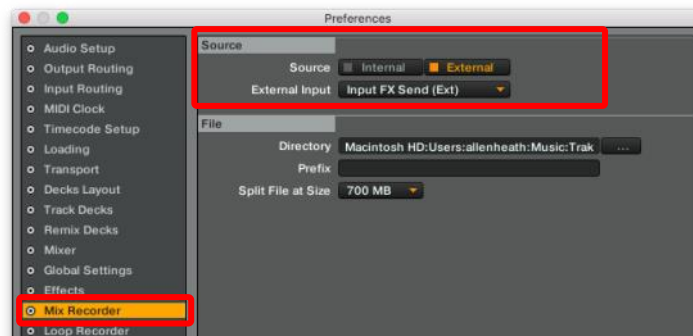 Preferences
Audio Setup
Output Routing
Input Routing
MIDI Clock
Timecode Setup
Loading
Transport
Decks Layout
Track Decks
Remix Decks
Mixer
Global Settings
Effects
Mix Recorder
Loop Recorder
Source
Source Internal External
External Input Input FX Send (Ext)
File
Directory Macintosh HD:Users:allenheath:Music:Trak ...
Prefix
Split File at Size 700 MB